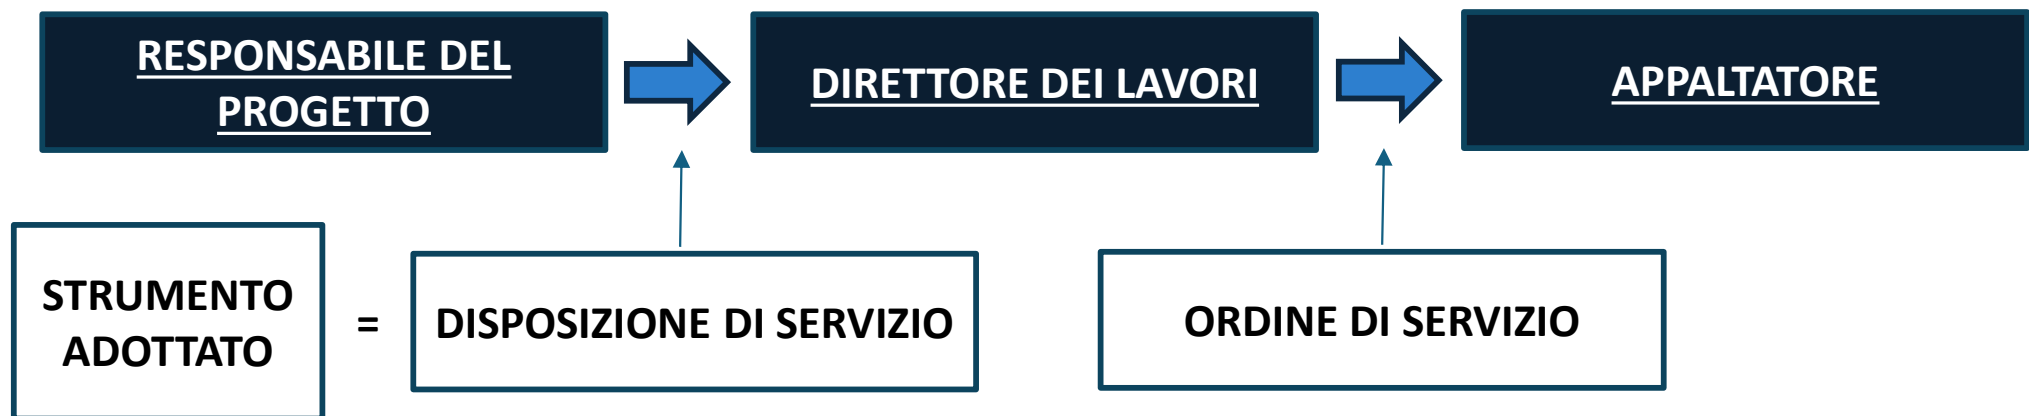 RESPONSABILE DEL
PROGETTO
DIRETTORE DEI LAVORI
APPALTATORE
STRUMENTO
ADOTTATO
=
DISPOSIZIONE DI SERVIZIO
ORDINE DI SERVIZIO